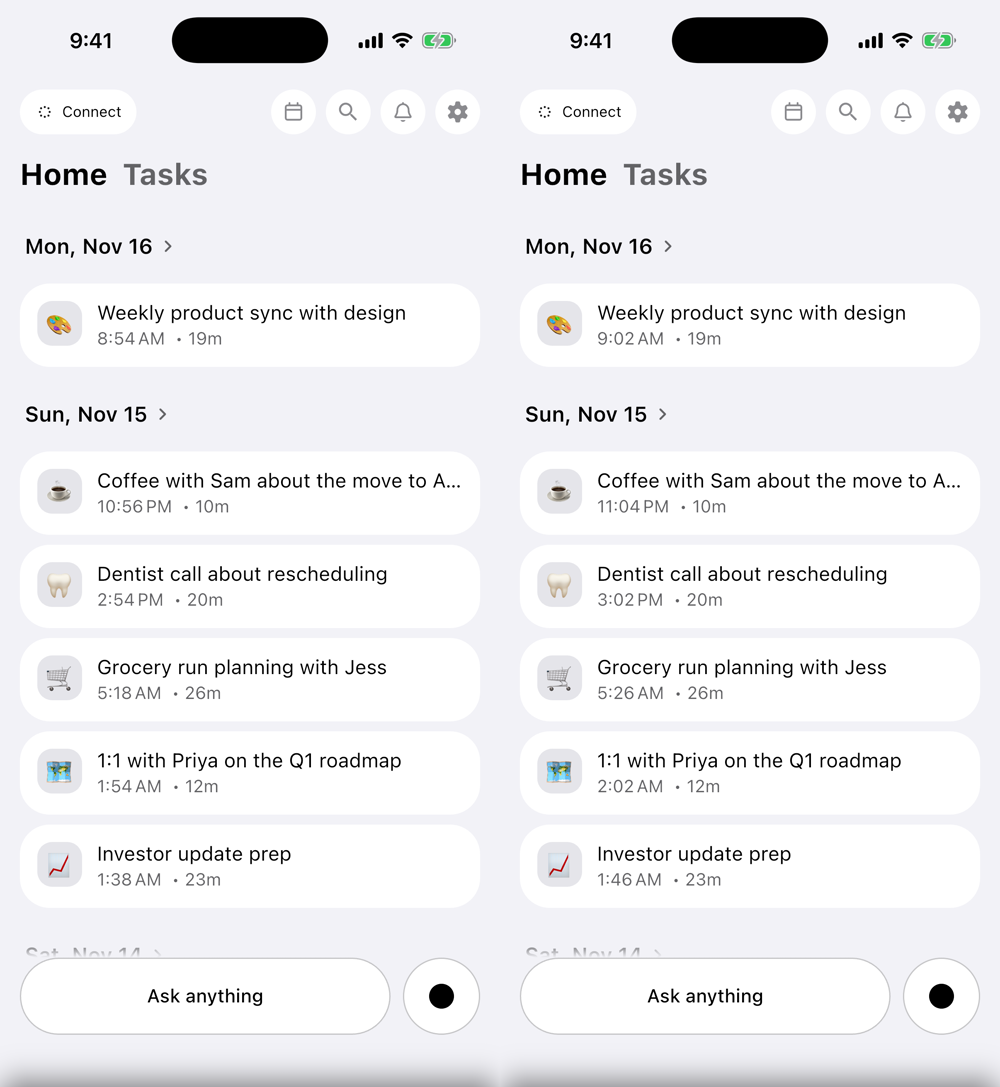 9:41
Connect
Home Tasks
Mon, Nov 16
Weekly product sync with design
8:54 AM • 19m
Sun, Nov 15
Coffee with Sam about the move to A...
10:56 PM • 10m
Dentist call about rescheduling
2:54 PM • 20m
Grocery run planning with Jess
5:18 AM • 26m
1:1 with Priya on the Q1 roadmap
1:54 AM • 12m
Investor update prep
1:38 AM • 23m
Sat, Nov 14
Ask anything
9:41
Connect
Home Tasks
Mon, Nov 16
Weekly product sync with design
9:02 AM • 19m
Sun, Nov 15
Coffee with Sam about the move to A...
11:04 PM • 10m
Dentist call about rescheduling
3:02 PM • 20m
Grocery run planning with Jess
5:26 AM • 26m
1:1 with Priya on the Q1 roadmap
2:02 AM • 12m
Investor update prep
1:46 AM • 23m
Sat, Nov 14
Ask anything